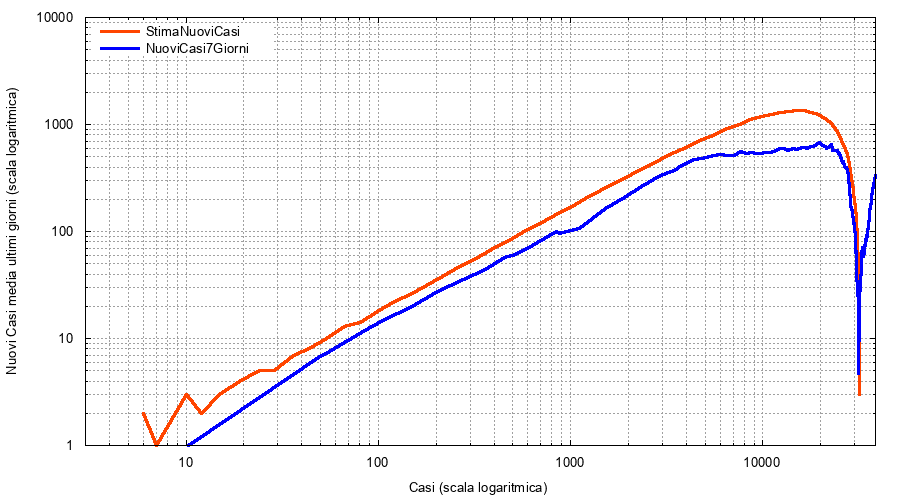 10000
StimaNuoviCasi
NuoviCasi7Giorni
1000
100
10
1
Nuovi Casi media ultimi giorni (scala logaritmica)
10 100 1000 10000
Casi (scala logaritmica)